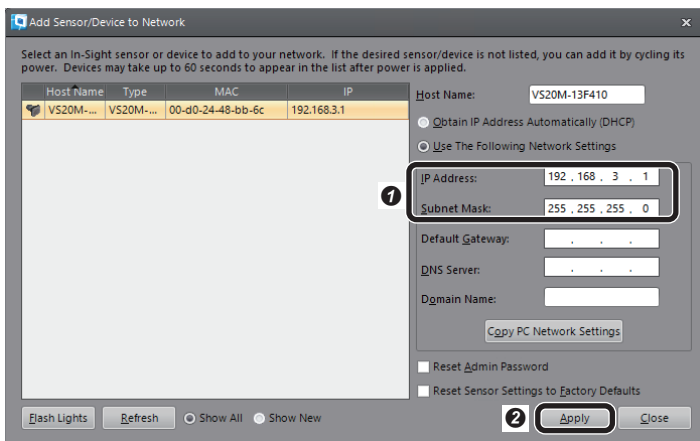 Add Sensor/Device to Network
Select an In-Sight sensor or device to add to your network. If the desired sensor/device is not listed, you can add it by cycling its
power. Devices may take up to 60 seconds to appear in the list after power is applied.
Host Name Type MAC IP
VS20M-... VS20M-... 00-d0-24-48-bb-6c 192.168.3.1
Host Name: VS20M-13F410
Obtain IP Address Automatically (DHCP)
Use The Following Network Settings
1
IP Address: 192 . 168 . 3 . 1
Subnet Mask: 255 . 255 . 255 . 0
Default Gateway: . . .
DNS Server: . . .
Domain Name:
Copy PC Network Settings
Reset Admin Password
Reset Sensor Settings to Factory Defaults
Flash Lights Refresh Show All Show New 2 Apply Close